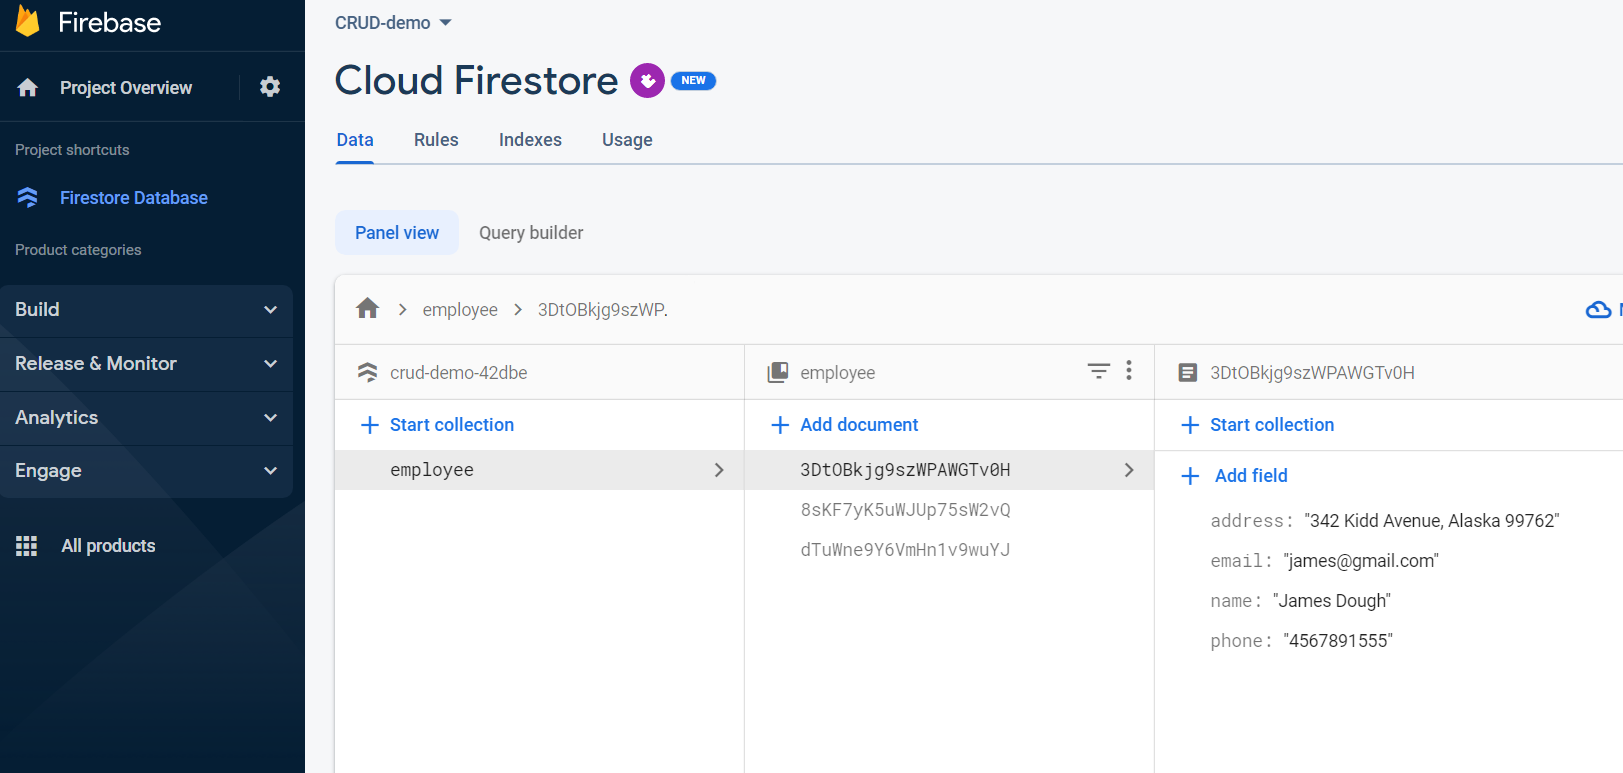 Firebase
Project Overview
Project shortcuts
Firestore Database
Product categories
Build
Release & Monitor
Analytics
Engage
All products
CRUD-demo
Cloud Firestore NEW
Data Rules Indexes Usage
Panel view Query builder
employee 3DtOBkjg9szWP.
crud-demo-42dbe
Start collection
employee
employee
Add document
3DtOBkjg9szWPAWGTv0H
8sKF7yK5uWJUp75sW2vQ
dTuWne9Y6VmHn1v9wuYJ
3DtOBkjg9szWPAWGTv0H
Start collection
Add field
address: "342 Kidd Avenue, Alaska 99762"
email: "james@gmail.com"
name: "James Dough"
phone: "4567891555"